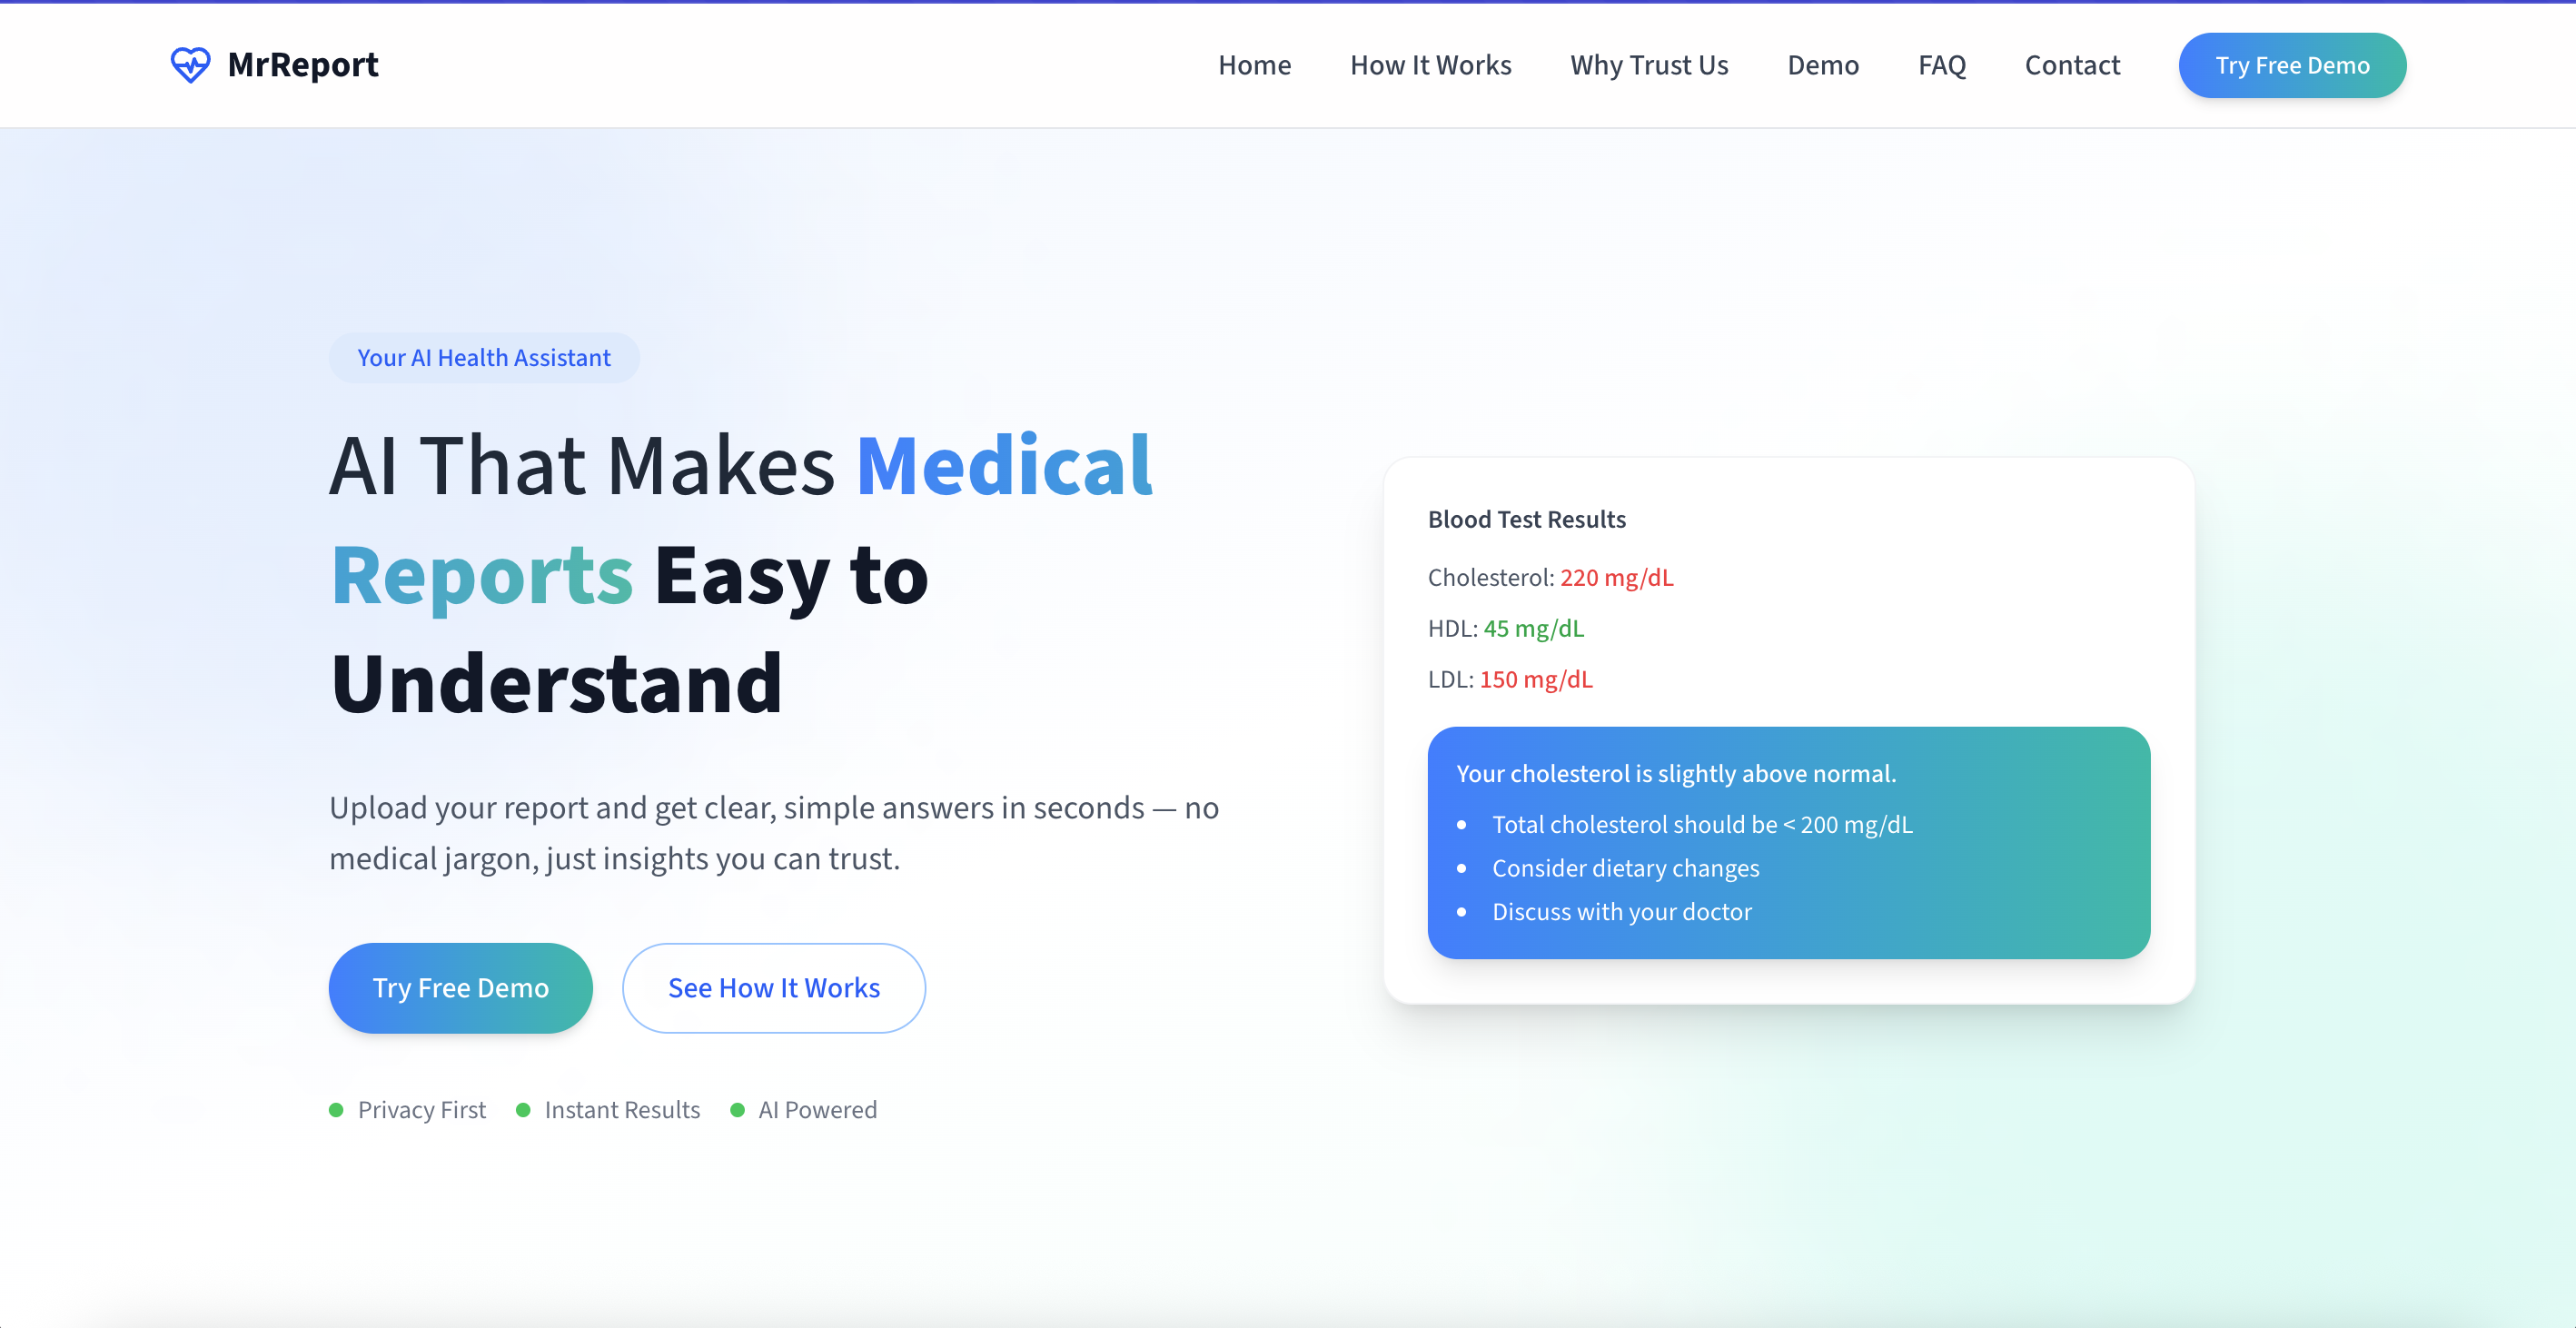 MrReport
Home
How It Works
Why Trust Us
Demo
FAQ
Contact
Try Free Demo
Your AI Health Assistant
AI That Makes Medical
Reports Easy to
Understand
Upload your report and get clear, simple answers in seconds — no
medical jargon, just insights you can trust.
Try Free Demo
See How It Works
Privacy First
Instant Results
AI Powered
Blood Test Results
Cholesterol: 220 mg/dL
HDL: 45 mg/dL
LDL: 150 mg/dL
Your cholesterol is slightly above normal.
• Total cholesterol should be < 200 mg/dL
• Consider dietary changes
• Discuss with your doctor